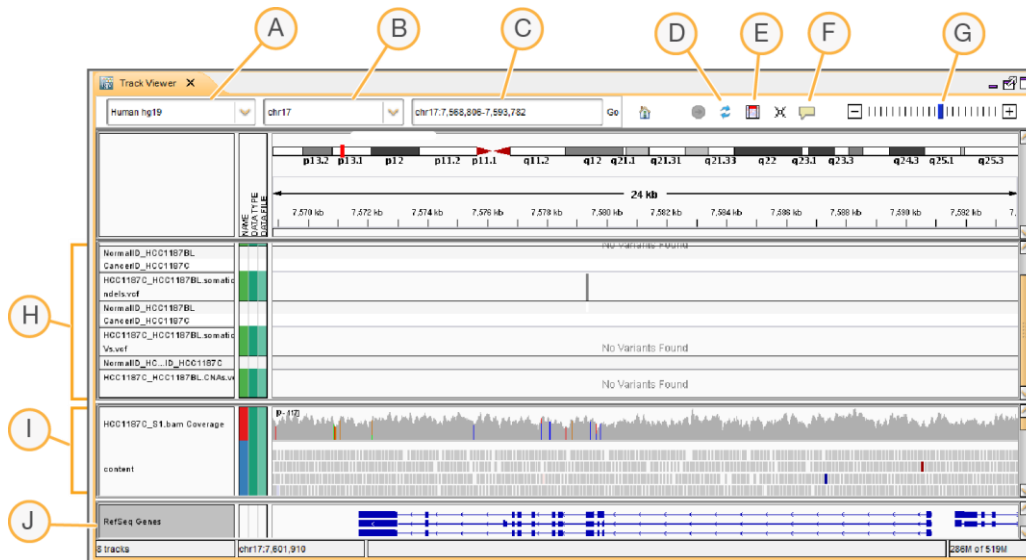 A B C D E F G
Track Viewer X
Human hg19 chr17 chr17:7,568,806-7,593,782 Go
p13.2 p13.1 p12 p11.2 p11.1 q11.2 q12 q21.1 q21.31 q21.33 q22 q23.1 q23.3 q24.3 q25.1 q25.3
24 kb
7,570 kb 7,572 kb 7,574 kb 7,576 kb 7,578 kb 7,580 kb 7,582 kb 7,584 kb 7,586 kb 7,588 kb 7,590 kb 7,592 kb 7,
NAME
DATA TYPE
DATA FILE
H
NormalID_HCC1187BL
CancerID_HCC1187C
No Variants Found
HCC1187C_HCC1187BL.somatic
ndels.vcf
NormalID_HCC1187BL
CancerID_HCC1187C
HCC1187C_HCC1187BL.somatic
Vs.vcf
No Variants Found
NormalID_HC...ID_HCC1187C
HCC1187C_HCC1187BL.CNAs.v
No Variants Found
I
HCC1187C_S1.bam Coverage
[0 - 117]
content
J
RefSeq Genes
8 tracks chr17:7,601,910 286M of 519M